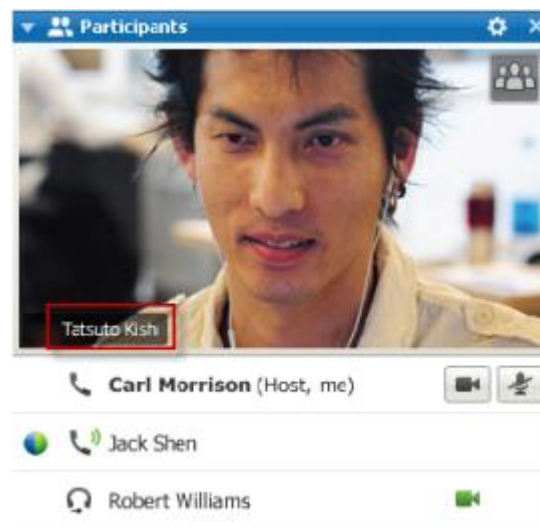 Participants
Tatsuto Kish
Carl Morrison (Host, me)
Jack Shen
Robert Williams